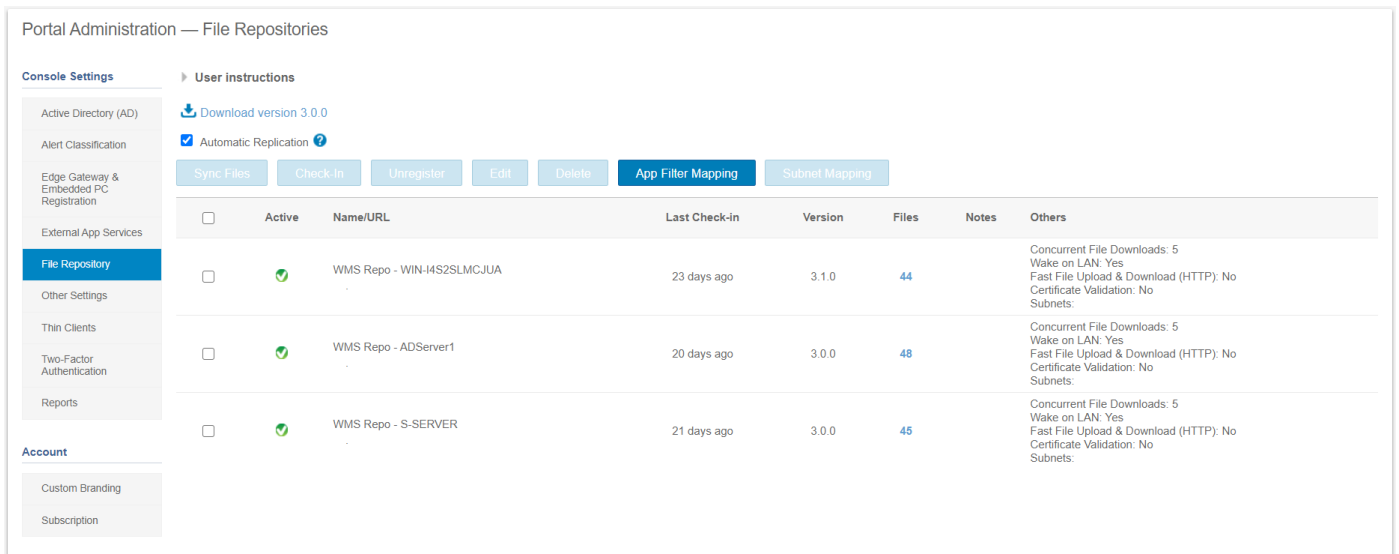 Portal Administration — File Repositories
Console Settings
Active Directory (AD)
Alert Classification
Edge Gateway &
Embedded PC
Registration
External App Services
File Repository
Other Settings
Thin Clients
Two-Factor
Authentication
Reports
Account
Custom Branding
Subscription
User instructions
Download version 3.0.0
Automatic Replication ?
Sync Files Check-In Unregister Edit Delete App Filter Mapping Subnet Mapping
Active Name/URL Last Check-in Version Files Notes Others
WMS Repo - WIN-I4S2SLMCJUA 23 days ago 3.1.0 44
Concurrent File Downloads: 5
Wake on LAN: Yes
Fast File Upload & Download (HTTP): No
Certificate Validation: No
Subnets:
WMS Repo - ADServer1 20 days ago 3.0.0 48
Concurrent File Downloads: 5
Wake on LAN: Yes
Fast File Upload & Download (HTTP): No
Certificate Validation: No
Subnets:
WMS Repo - S-SERVER 21 days ago 3.0.0 45
Concurrent File Downloads: 5
Wake on LAN: Yes
Fast File Upload & Download (HTTP): No
Certificate Validation: No
Subnets: